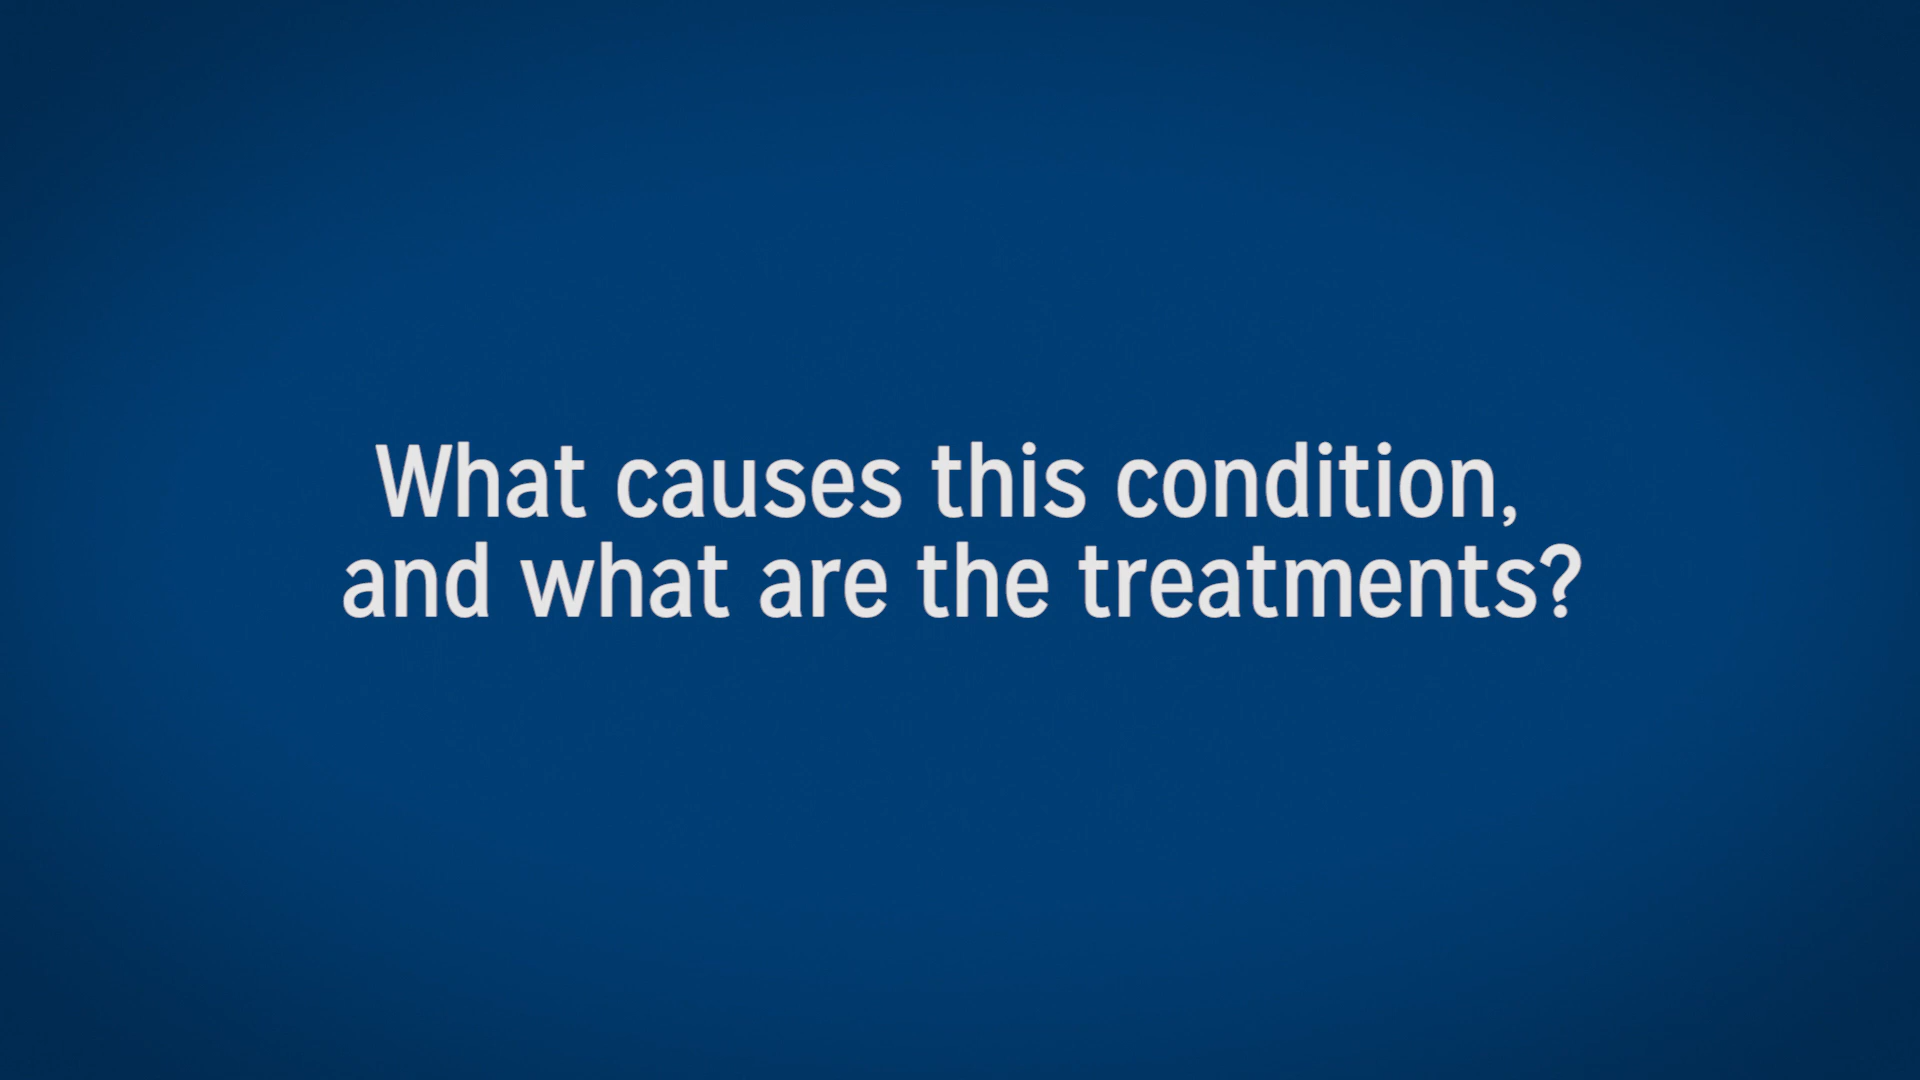 What causes this condition,
and what are the treatments?